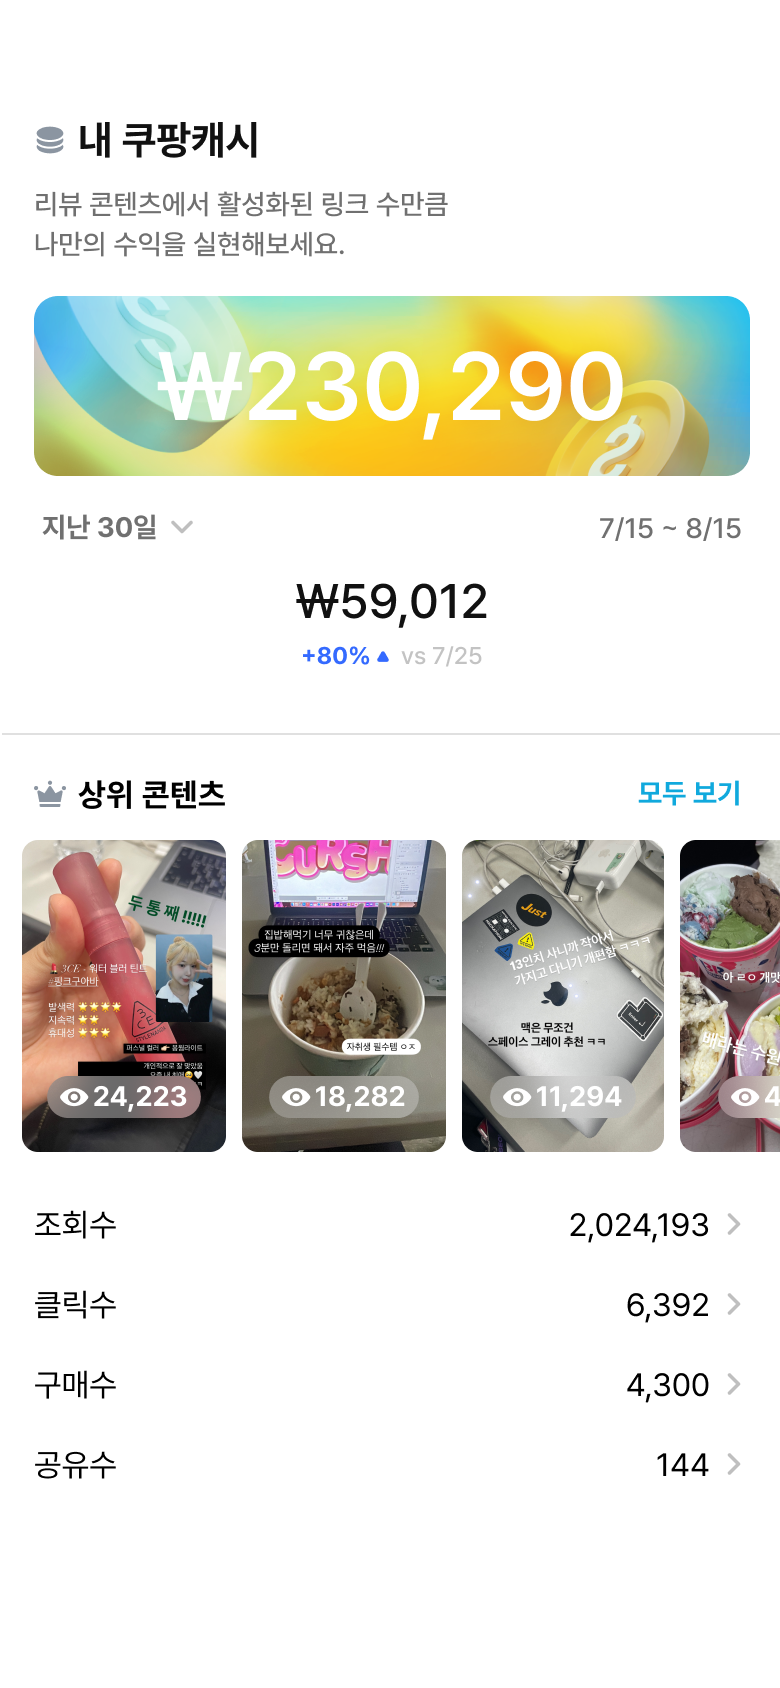 내 쿠팡캐시
리뷰 콘텐츠에서 활성화된 링크 수만큼
나만의 수익을 실현해보세요.
₩230,290
지난 30일
7/15 ~ 8/15
₩59,012
+80% ▲ vs 7/25
상위 콘텐츠
모두 보기
두 통 째 !!!!!
3CE - 워터 블러 틴트
#핑크구아바
발색력 🌟🌟🌟🌟
지속력 🌟🌟
휴대성 🌟🌟🌟
퍼스널 컬러 👉 봄웜라이트
개인적으로 잘 맞았음
24,223
집밥해먹기 너무 귀찮은데
3분만 돌리면 돼서 자주 먹음!!!
자취생 필수템 ㅇㅈ
18,282
Just
13인치 사니까 작아서
가지고 다니기 개편함 ㅋㅋㅋ
맥은 무조건
스페이스 그레이 추천 ㅋㅋ
11,294
아 ㄹㅇ 개맛
배라는 수원
4
조회수
2,024,193
클릭수
6,392
구매수
4,300
공유수
144